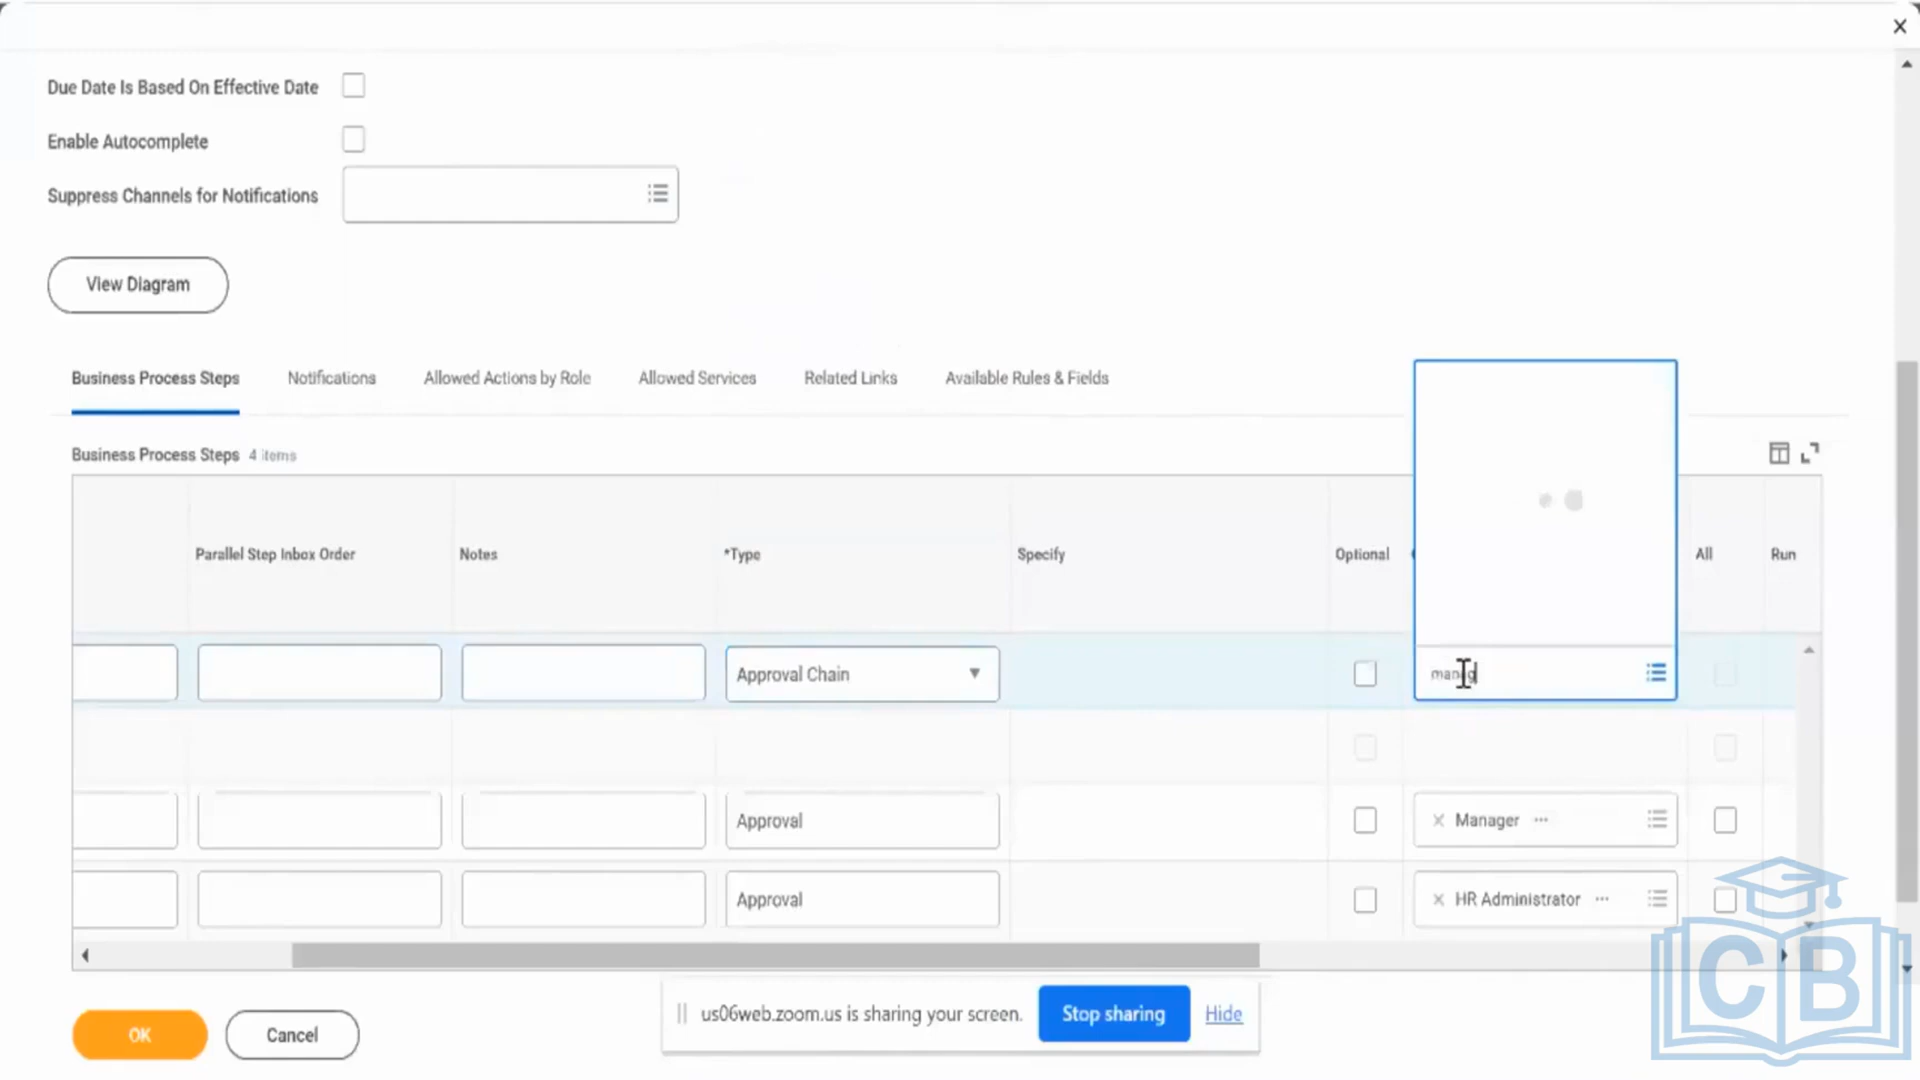 Due Date Is Based On Effective Date
Enable Autocomplete
Suppress Channels for Notifications
View Diagram
Business Process Steps Notifications Allowed Actions by Role Allowed Services Related Links Available Rules & Fields
Business Process Steps 4 items
Parallel Step Inbox Order Notes *Type Specify Optional All Run
Approval Chain manag
Approval × Manager ···
Approval × HR Administrator ···
OK Cancel
us06web.zoom.us is sharing your screen. Stop sharing Hide
CB